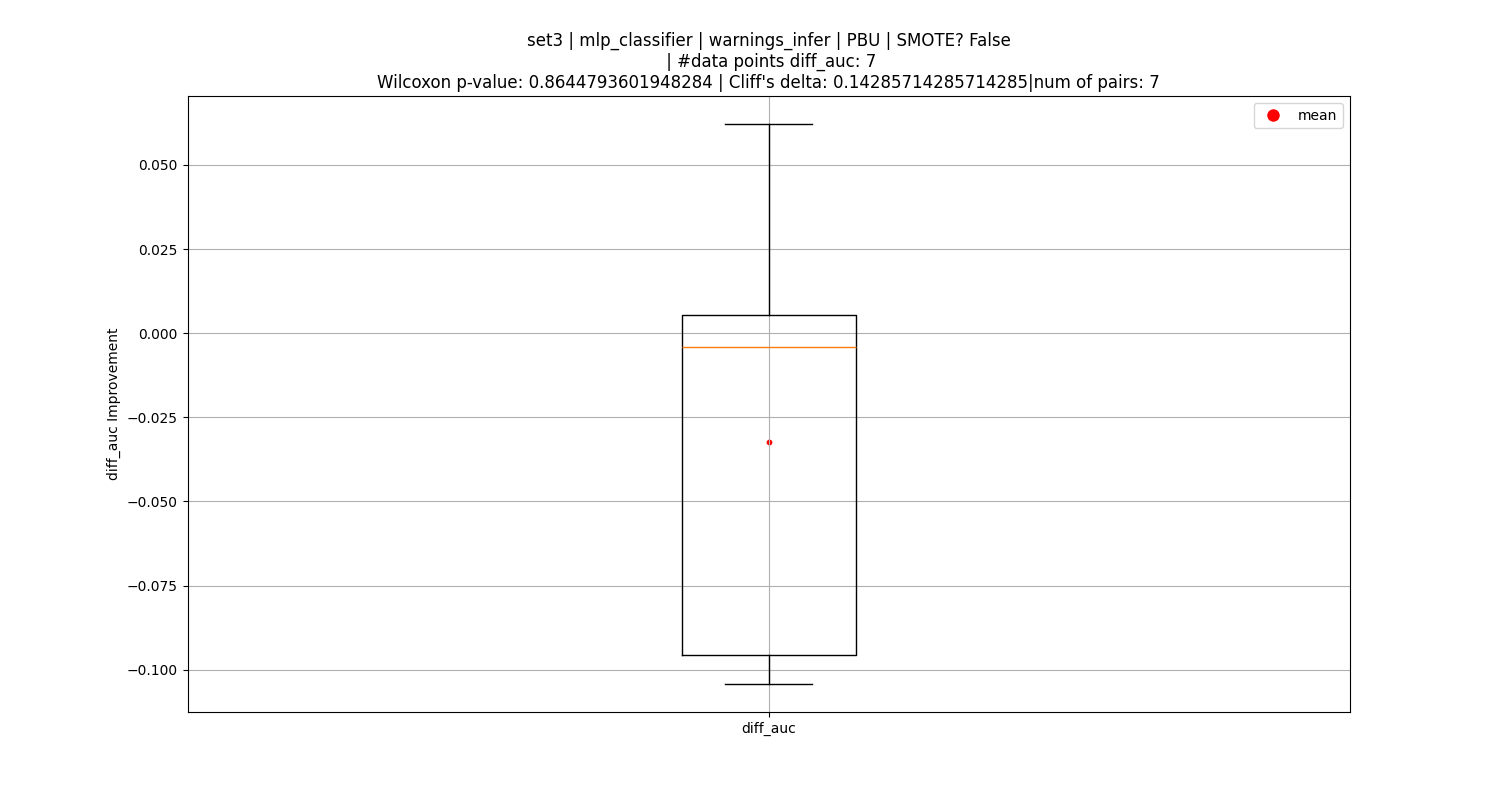 set3 | mlp_classifier | warnings_infer | PBU | SMOTE? False
| #data points diff_auc: 7
Wilcoxon p-value: 0.8644793601948284 | Cliff's delta: 0.14285714285714285|num of pairs: 7
mean
0.050
0.025
0.000
−0.025
−0.050
−0.075
−0.100
diff_auc Improvement
diff_auc